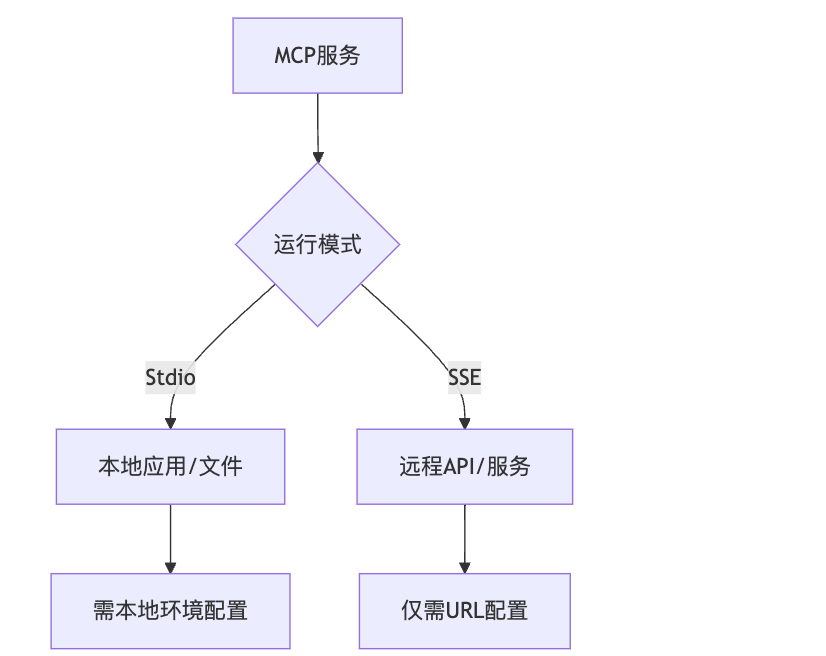 MCP服务
运行模式
Stdio
SSE
本地应用/文件
远程API/服务
需本地环境配置
仅需URL配置